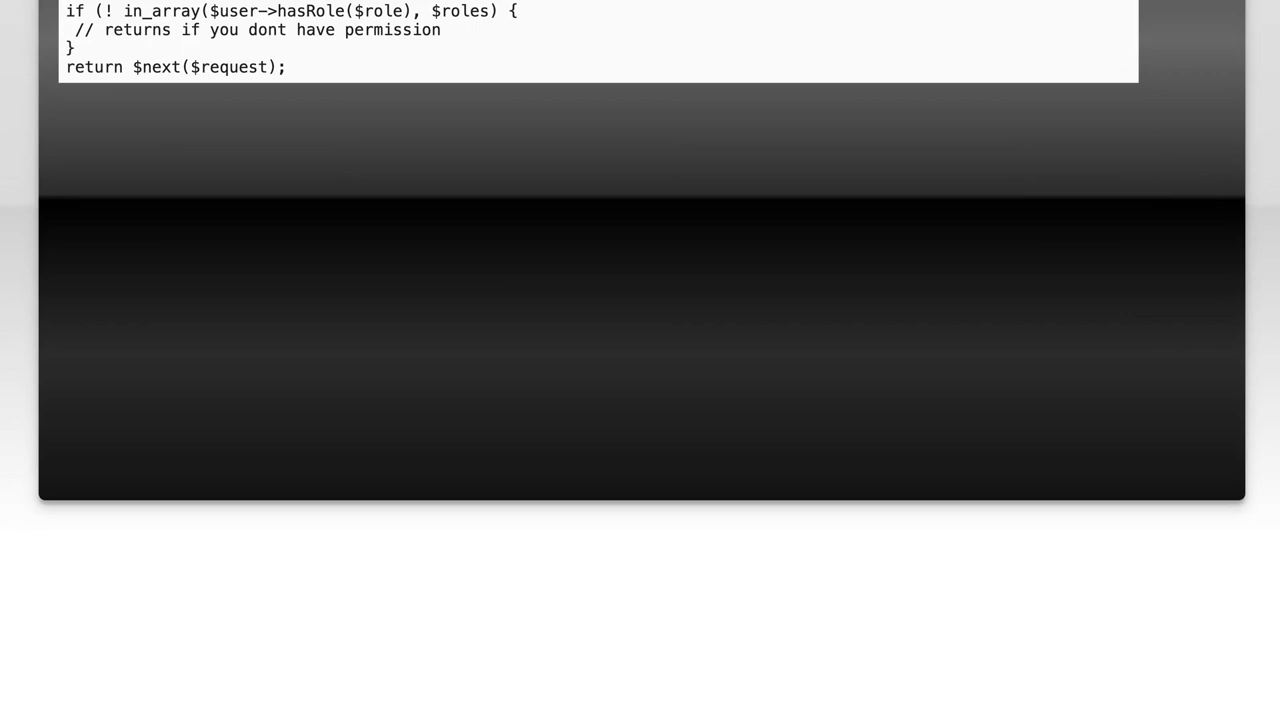 if (! in_array($user->hasRole($role), $roles) {
 // returns if you dont have permission
}
return $next($request);